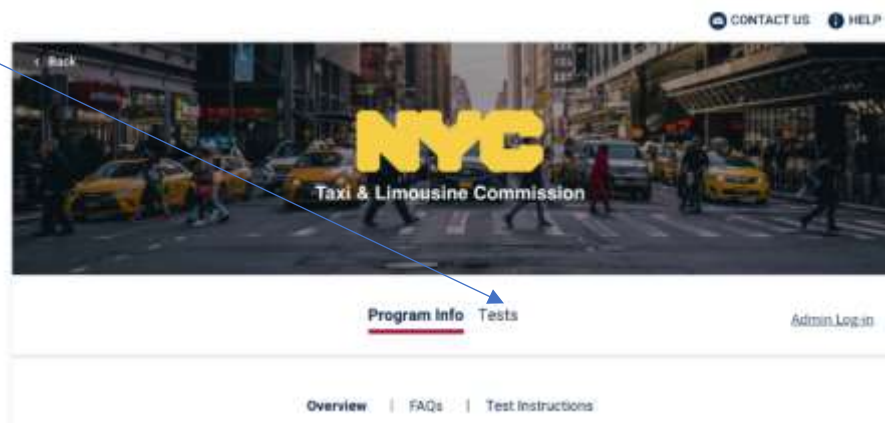 CONTACT US HELP
< Back
NYC
Taxi & Limousine Commission
Program Info Tests Admin Log-in
Overview | FAQs | Test Instructions